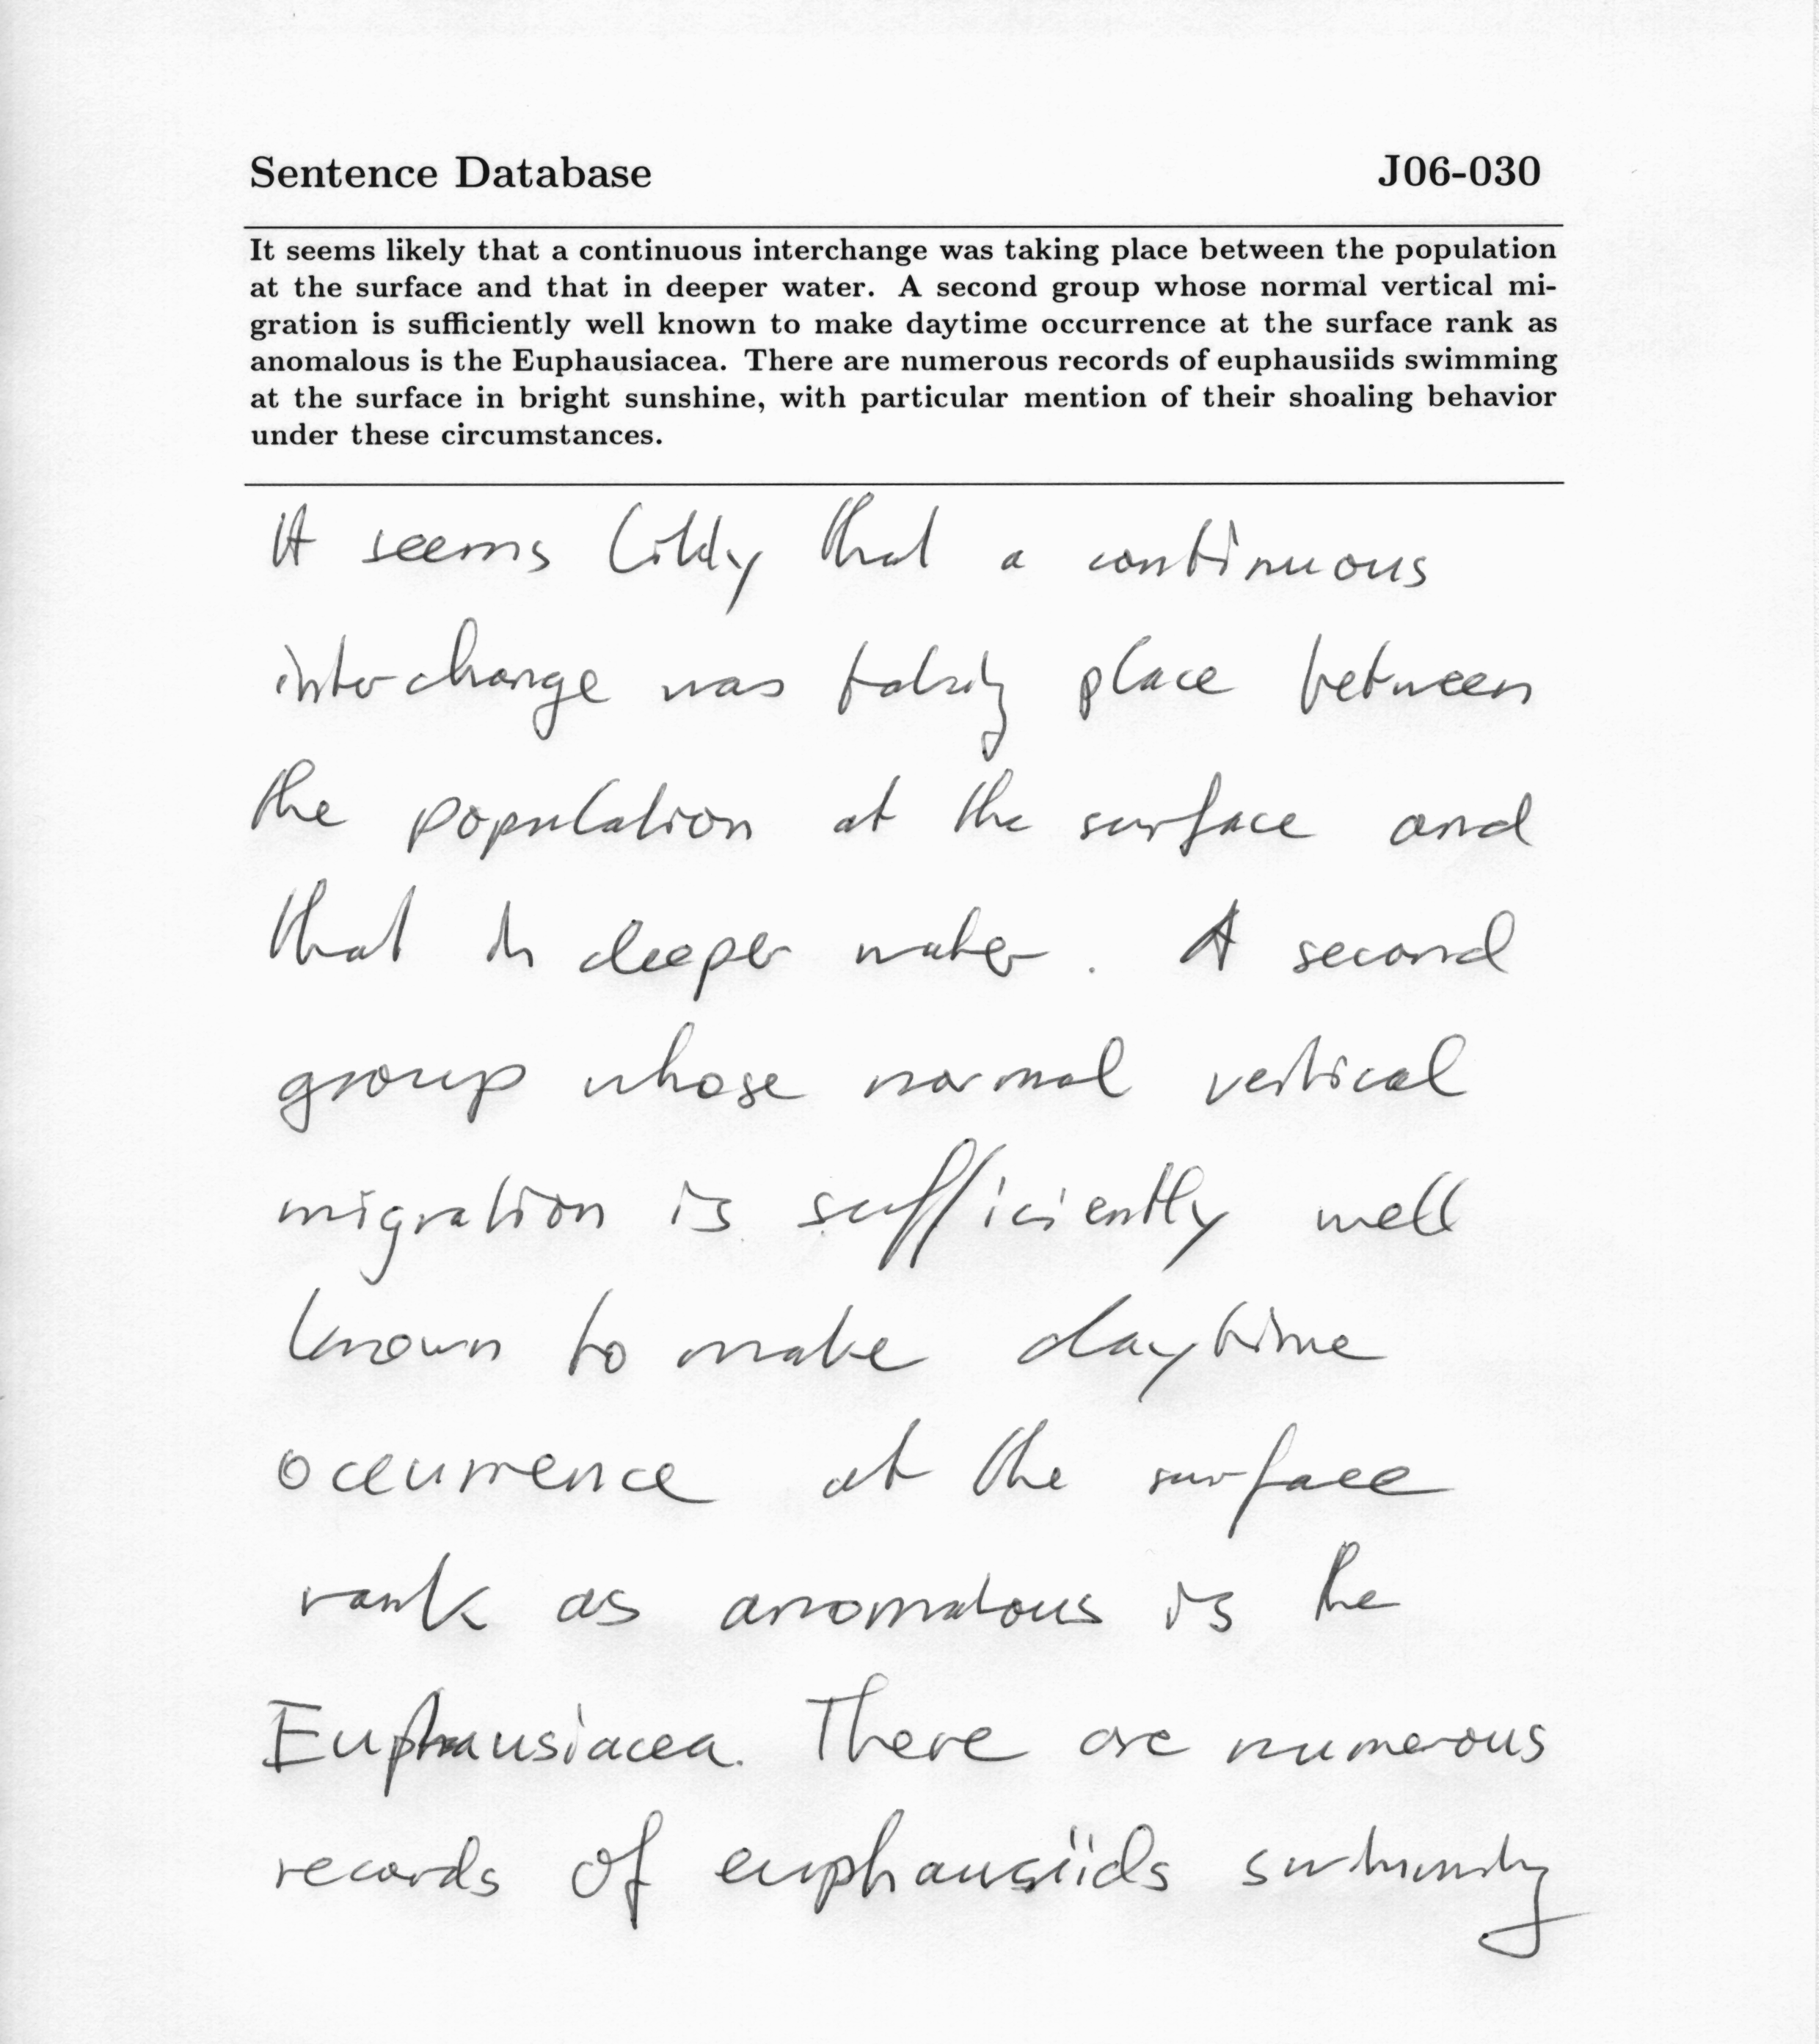 Sentence Database J06-030
It seems likely that a continuous interchange was taking place between the population
at the surface and that in deeper water. A second group whose normal vertical mi-
gration is sufficiently well known to make daytime occurrence at the surface rank as
anomalous is the Euphausiacea. There are numerous records of euphausiids swimming
at the surface in bright sunshine, with particular mention of their shoaling behavior
under these circumstances.
It seems likely that a continuous
interchange was taking place between
the population at the surface and
that in deeper water. A second
group whose normal vertical
migration is sufficiently well
known to make daytime
occurrence at the surface
rank as anomalous is the
Euphausiacea. There are numerous
records of euphausiids swimming